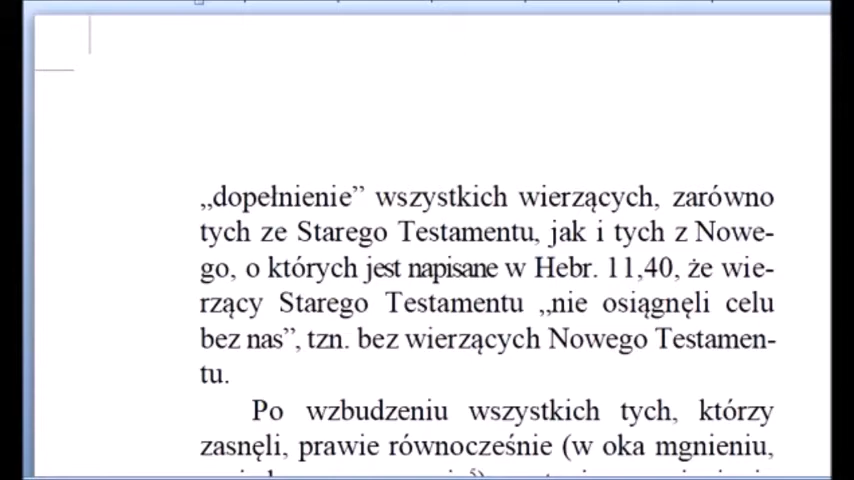 „dopełnienie” wszystkich wierzących, zarówno
tych ze Starego Testamentu, jak i tych z Nowe-
go, o których jest napisane w Hebr. 11,40, że wie-
rzący Starego Testamentu „nie osiągnęli celu
bez nas”, tzn. bez wierzących Nowego Testamen-
tu.
Po wzbudzeniu wszystkich tych, którzy
zasnęli, prawie równocześnie (w oka mgnieniu,